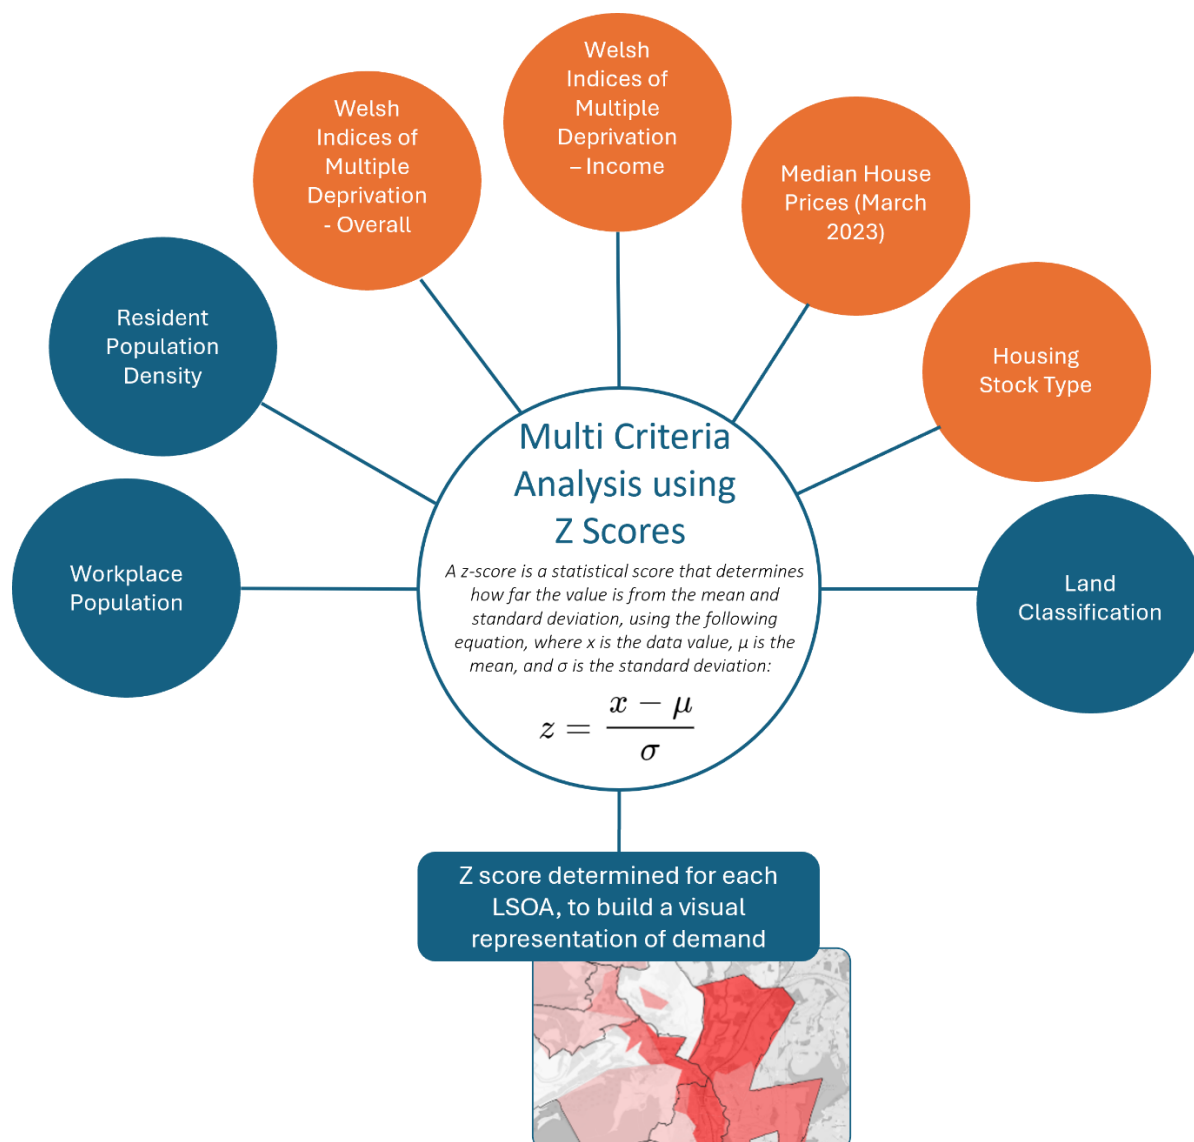 Welsh
Indices of
Multiple
Deprivation
– Income
Welsh
Indices of
Multiple
Deprivation
- Overall
Median House
Prices (March
2023)
Resident
Population
Density
Housing
Stock Type
Workplace
Population
Land
Classification
Multi Criteria
Analysis using
Z Scores
A z-score is a statistical score that determines
how far the value is from the mean and
standard deviation, using the following
equation, where x is the data value, μ is the
mean, and σ is the standard deviation:
z = (x − μ) / σ
Z score determined for each
LSOA, to build a visual
representation of demand